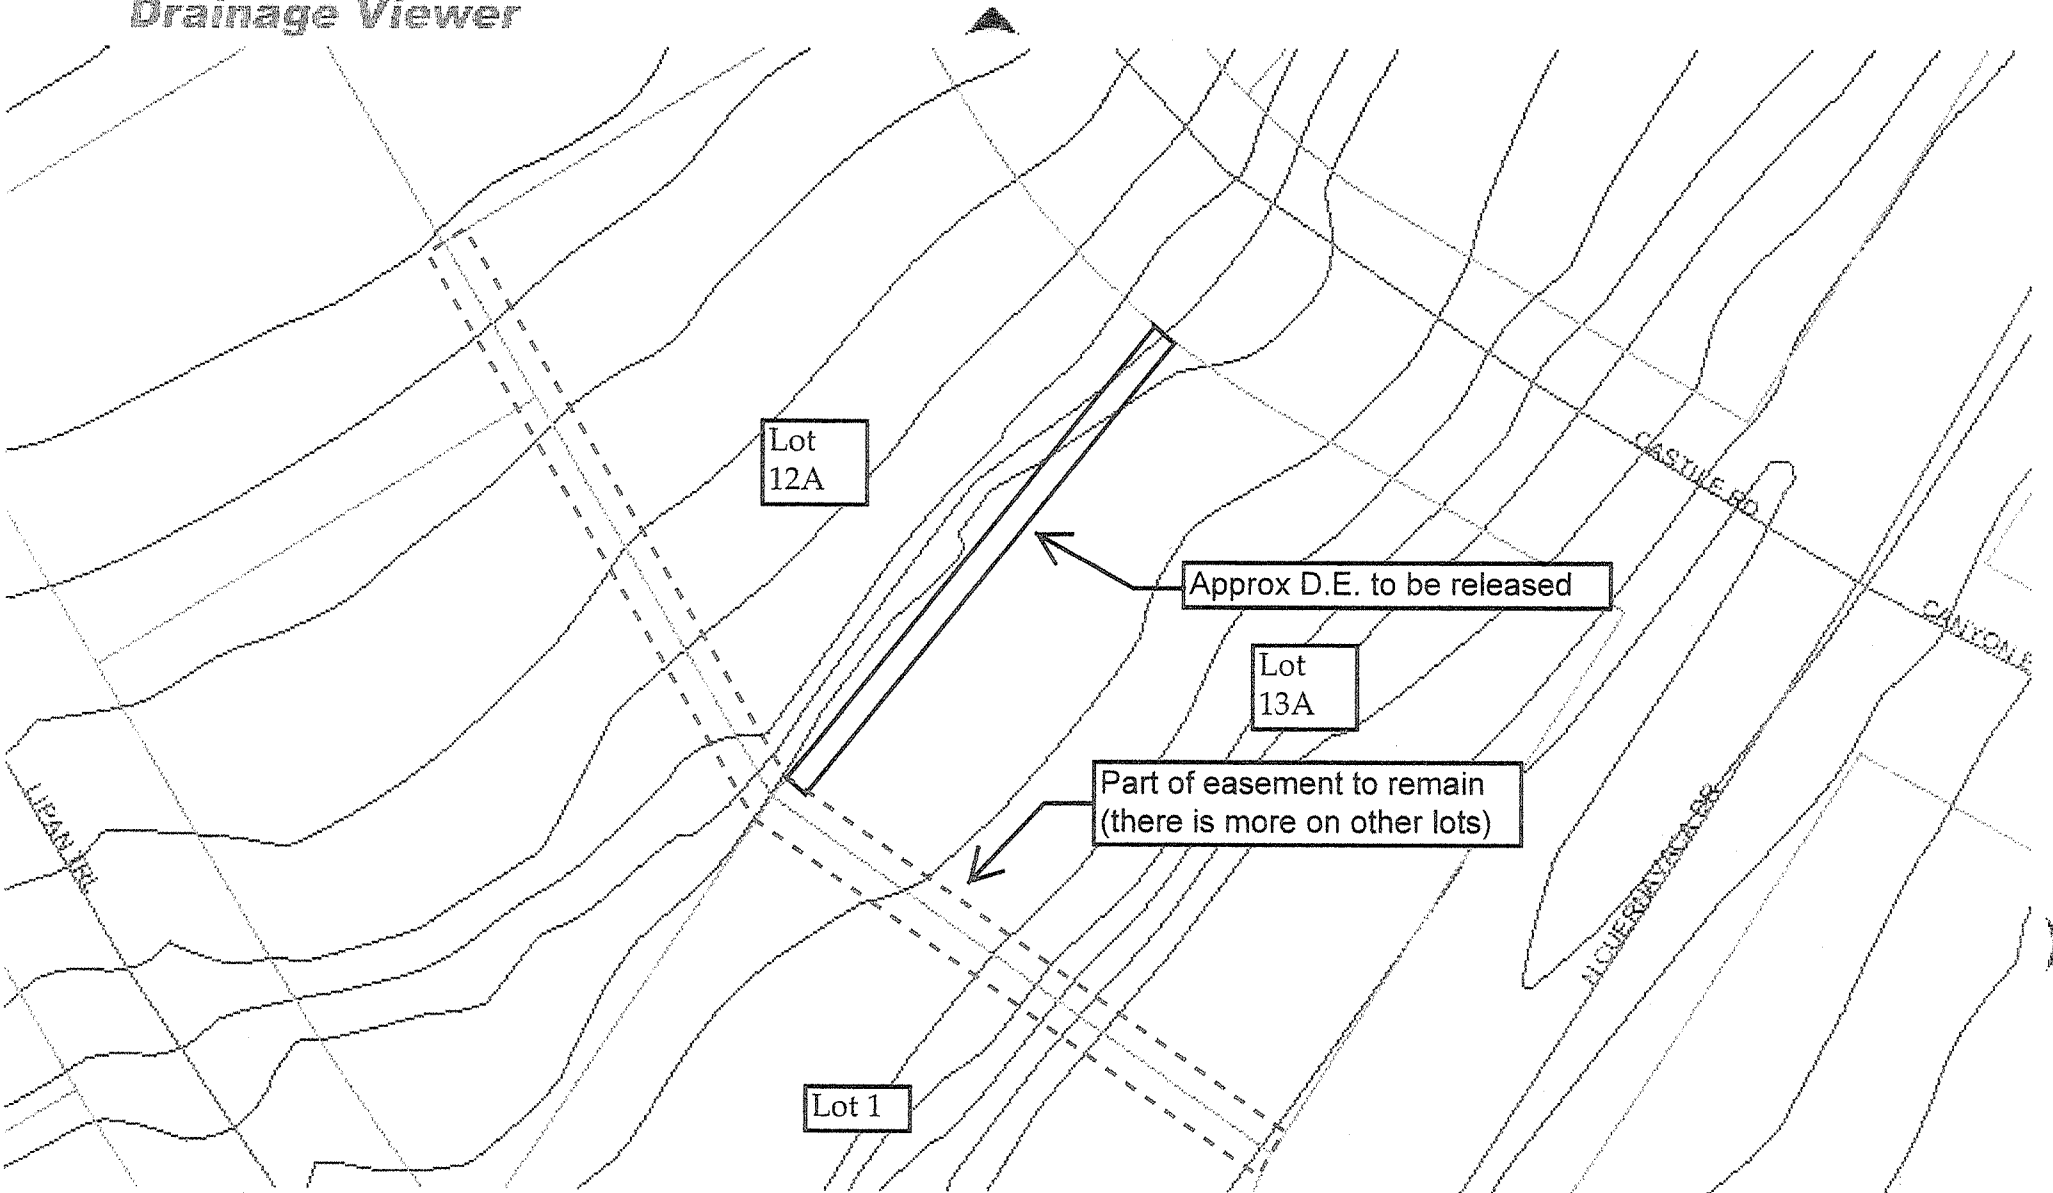 Drainage Viewer
Lot
12A
CASTILE RD
Approx D.E. to be released
CANYON
Lot
13A
Part of easement to remain
(there is more on other lots)
LIPAN TRL
Lot 1